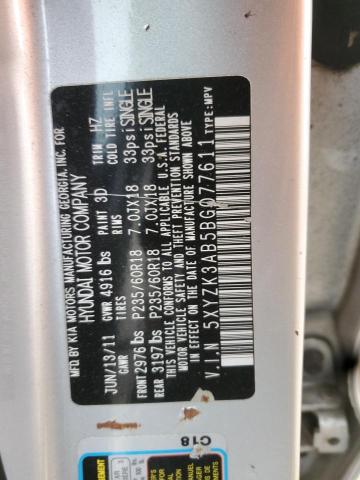 MFD BY KIA MOTORS MANUFACTURING GEORGIA, INC. FOR
HYUNDAI MOTOR COMPANY
JUN/13/11 PAINT 3D TRIM HZ
GVWR 4916 lbs
GAWR TIRES RIMS COLD TIRE INFL
FRONT 2976 lbs P235/60R18 7.0JX18 33psi SINGLE
REAR 3197 lbs P235/60R18 7.0JX18 33psi SINGLE
THIS VEHICLE CONFORMS TO ALL APPLICABLE U.S.A. FEDERAL
MOTOR VEHICLE SAFETY AND THEFT PREVENTION STANDARDS
IN EFFECT ON THE DATE OF MANUFACTURE SHOWN ABOVE.
V.I.N 5XYZK3AB5BG077611 TYPE:MPV
C18